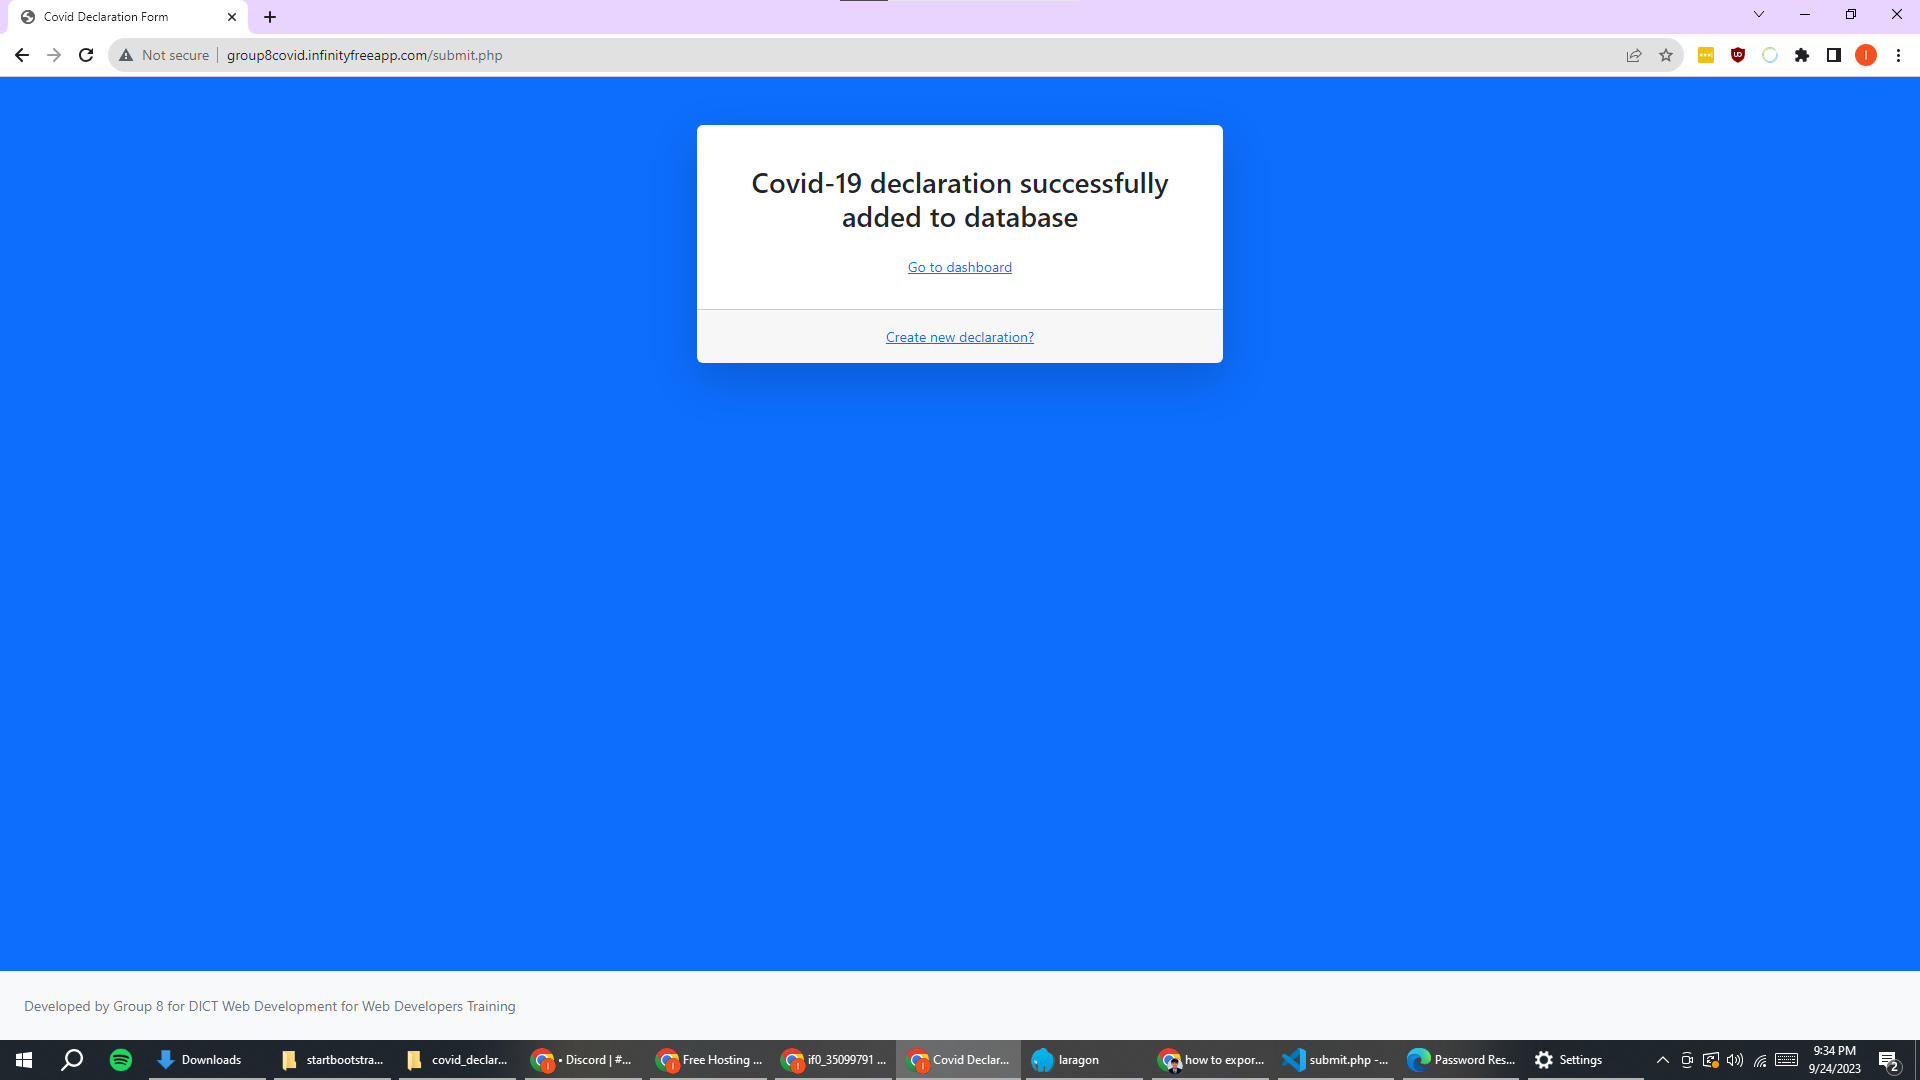 Covid Declaration Form
Not secure
group8covid.infinityfreeapp.com/submit.php
I
Covid-19 declaration successfully
added to database
Go to dashboard
Create new declaration?
Developed by Group 8 for DICT Web Development for Web Developers Training
Downloads
startbootstra...
covid_declar...
• Discord | #...
Free Hosting ...
if0_35099791 ...
Covid Declar...
laragon
how to expor...
submit.php -...
Password Res...
Settings
9:34 PM
9/24/2023
2